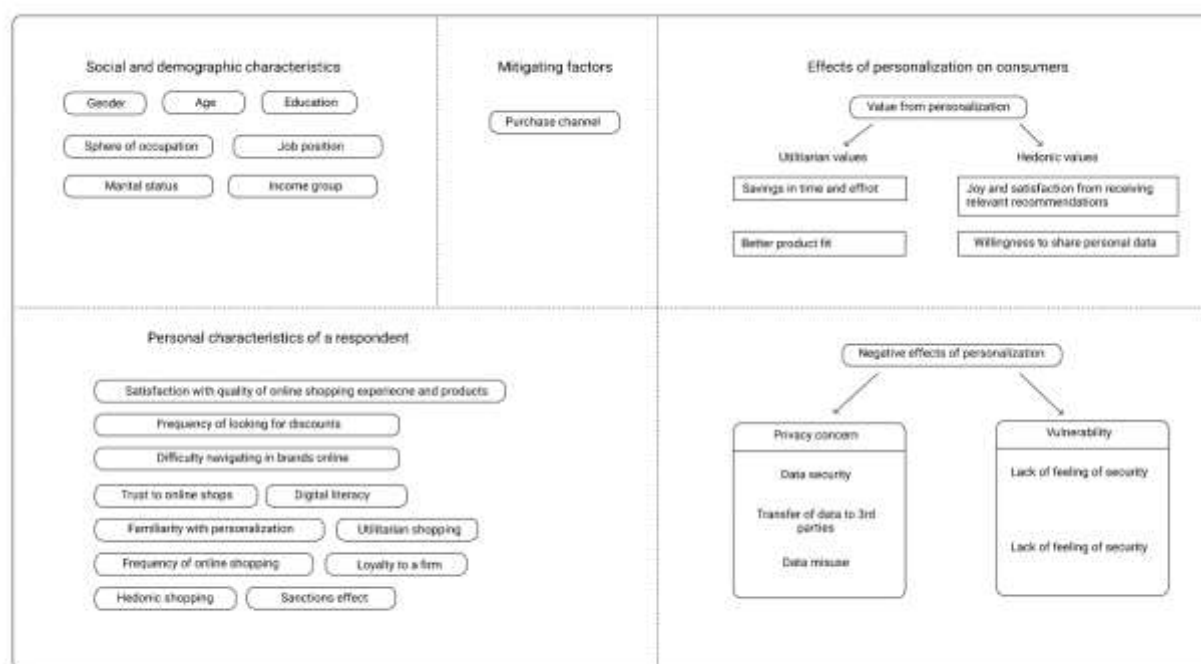 Social and demographic characteristics
Gender
Age
Education
Sphere of occupation
Job position
Marital status
Income group
Mitigating factors
Purchase channel
Effects of personalization on consumers
Value from personalization
Utilitarian values
Hedonic values
Savings in time and effrot
Joy and satisfaction from receiving
relevant recommendations
Better product fit
Willingness to share personal data
Personal characteristics of a respondent
Satisfaction with quality of online shopping experiecne and products
Frequency of looking for discounts
Difficulty navigating in brands online
Trust to online shops
Digital literacy
Familiarity with personalization
Utilitarian shopping
Frequency of online shopping
Loyalty to a firm
Hedonic shopping
Sanctions effect
Negative effects of personalization
Privacy concern
Data security
Transfer of data to 3rd
parties
Data misuse
Vulnerability
Lack of feeling of security
Lack of feeling of security